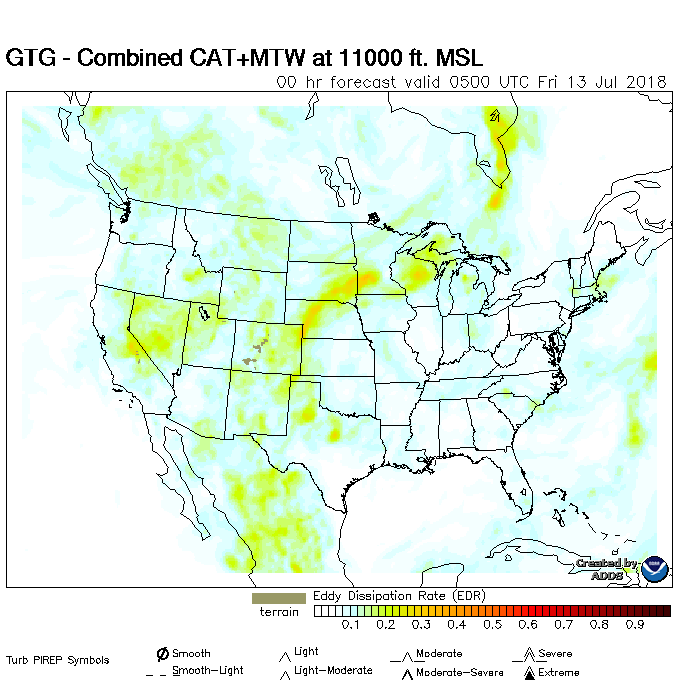 GTG - Combined CAT+MTW at 11000 ft. MSL
00 hr forecast valid 0500 UTC Fri 13 Jul 2018
Created by
ADDS
Eddy Dissipation Rate (EDR)
terrain
0.1 0.2 0.3 0.4 0.5 0.6 0.7 0.8 0.9
Turb PIREP Symbols
Smooth Light Moderate Severe
Smooth-Light Light-Moderate Moderate-Severe Extreme